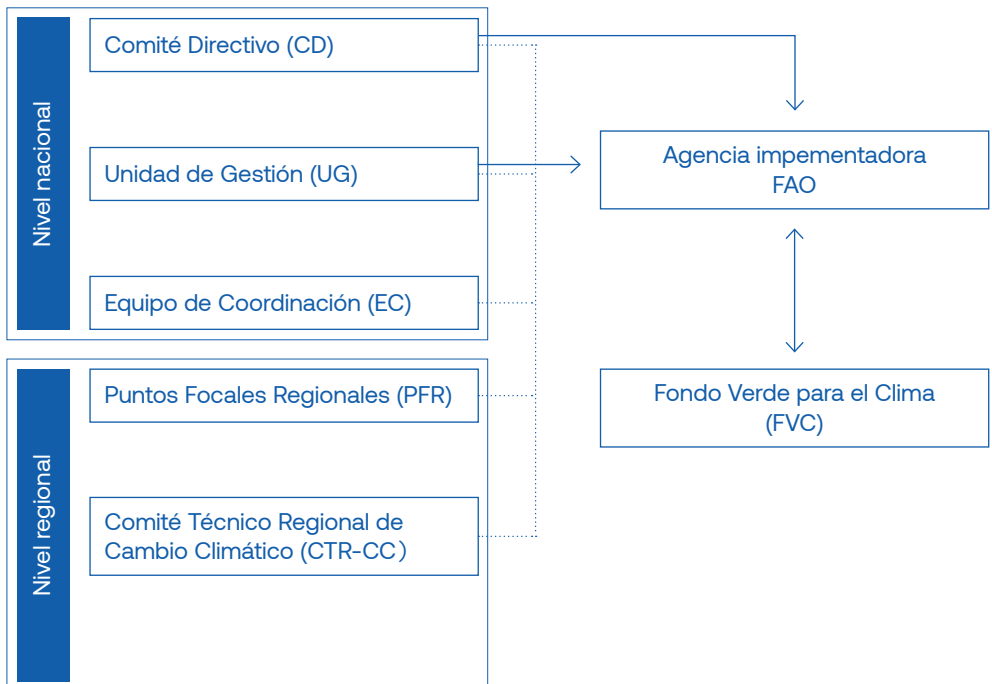 Nivel nacional
Comité Directivo (CD)
Unidad de Gestión (UG)
Equipo de Coordinación (EC)
Nivel regional
Puntos Focales Regionales (PFR)
Comité Técnico Regional de
Cambio Climático (CTR-CC)
Agencia impementadora
FAO
Fondo Verde para el Clima
(FVC)